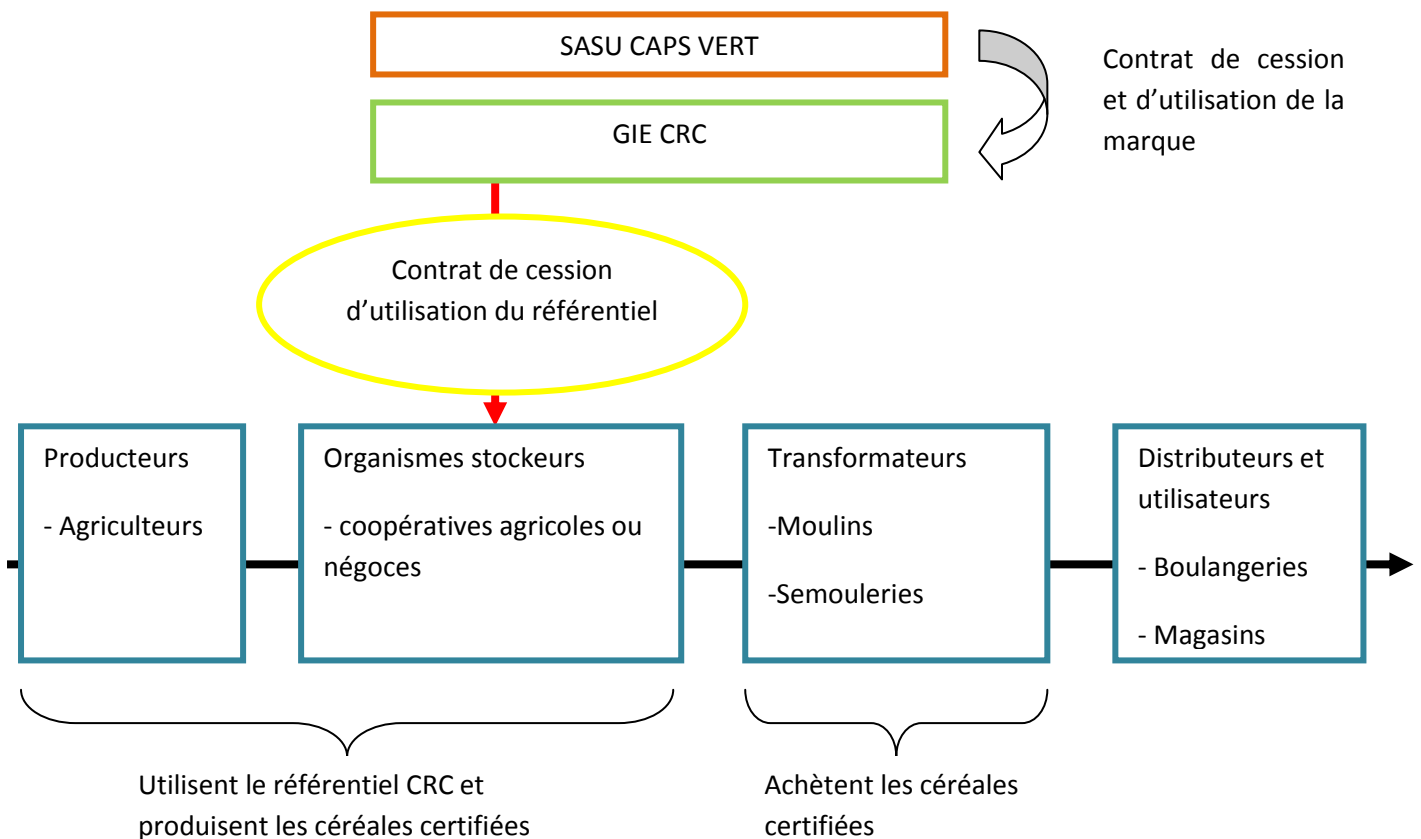 SASU CAPS VERT
Contrat de cession
et d’utilisation de la
marque
GIE CRC
Contrat de cession
d’utilisation du référentiel
Producteurs
- Agriculteurs
Organismes stockeurs
- coopératives agricoles ou
négoces
Transformateurs
-Moulins
-Semouleries
Distributeurs et
utilisateurs
- Boulangeries
- Magasins
Utilisent le référentiel CRC et
produisent les céréales certifiées
Achètent les céréales
certifiées